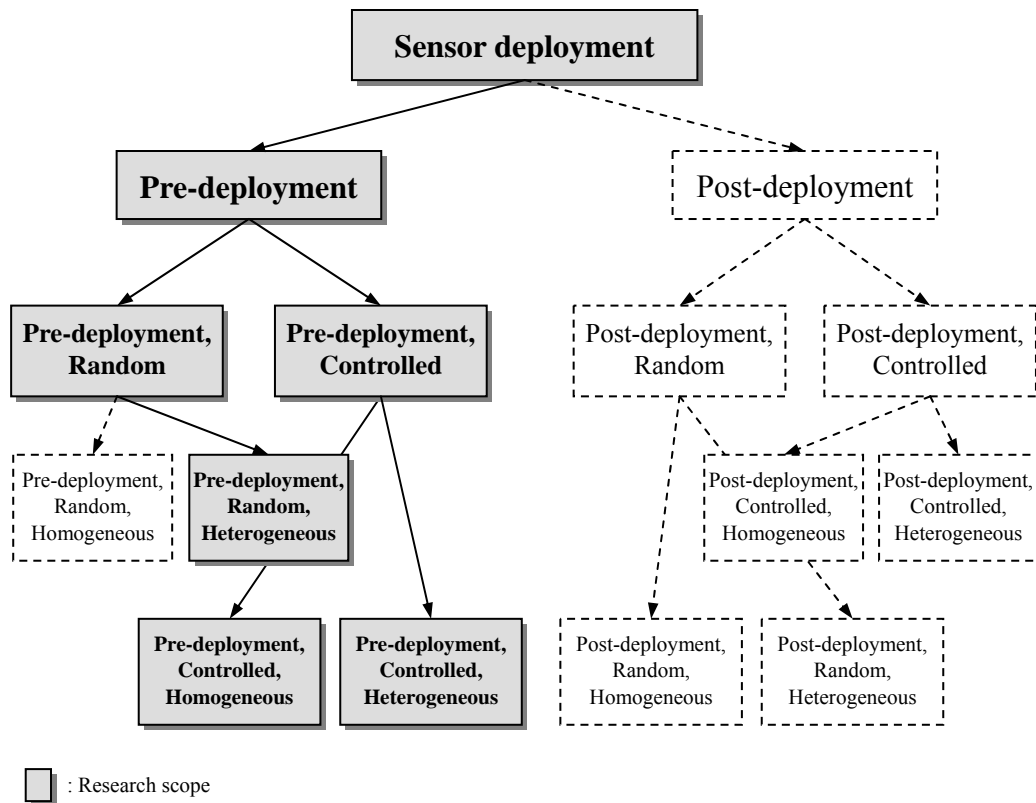 Sensor deployment
Pre-deployment
Post-deployment
Pre-deployment,
Random
Pre-deployment,
Controlled
Post-deployment,
Random
Post-deployment,
Controlled
Pre-deployment,
Random,
Homogeneous
Pre-deployment,
Random,
Heterogeneous
Post-deployment,
Controlled,
Homogeneous
Post-deployment,
Controlled,
Heterogeneous
Pre-deployment,
Controlled,
Homogeneous
Pre-deployment,
Controlled,
Heterogeneous
Post-deployment,
Random,
Homogeneous
Post-deployment,
Random,
Heterogeneous
: Research scope